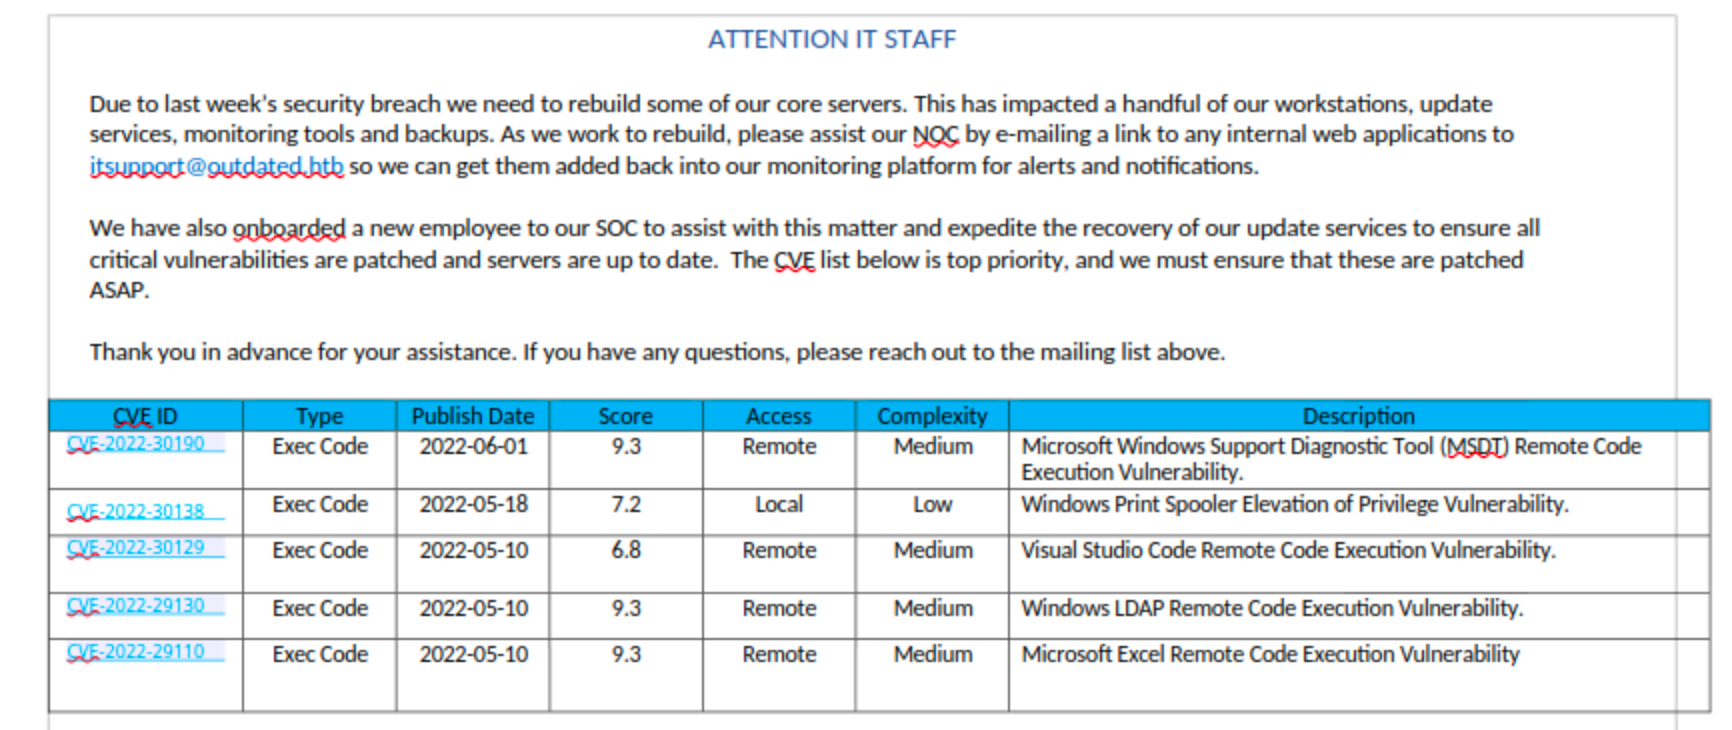 ATTENTION IT STAFF
Due to last week's security breach we need to rebuild some of our core servers. This has impacted a handful of our workstations, update
services, monitoring tools and backups. As we work to rebuild, please assist our NOC by e-mailing a link to any internal web applications to
itsupport@outdated.htb so we can get them added back into our monitoring platform for alerts and notifications.
We have also onboarded a new employee to our SOC to assist with this matter and expedite the recovery of our update services to ensure all
critical vulnerabilities are patched and servers are up to date.  The CVE list below is top priority, and we must ensure that these are patched
ASAP.
Thank you in advance for your assistance. If you have any questions, please reach out to the mailing list above.
CVE ID Type Publish Date Score Access Complexity Description
CVE-2022-30190 Exec Code 2022-06-01 9.3 Remote Medium Microsoft Windows Support Diagnostic Tool (MSDT) Remote Code
Execution Vulnerability.
CVE-2022-30138 Exec Code 2022-05-18 7.2 Local Low Windows Print Spooler Elevation of Privilege Vulnerability.
CVE-2022-30129 Exec Code 2022-05-10 6.8 Remote Medium Visual Studio Code Remote Code Execution Vulnerability.
CVE-2022-29130 Exec Code 2022-05-10 9.3 Remote Medium Windows LDAP Remote Code Execution Vulnerability.
CVE-2022-29110 Exec Code 2022-05-10 9.3 Remote Medium Microsoft Excel Remote Code Execution Vulnerability